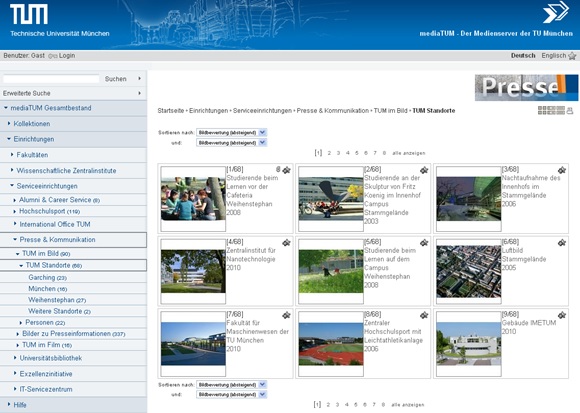 TUM
Technische Universität München
mediaTUM - Der Medienserver der TU München
Benutzer: Gast Login
Deutsch Englisch
Suchen
Erweiterte Suche
mediaTUM Gesamtbestand
Kollektionen
Einrichtungen
Fakultäten
Wissenschaftliche Zentralinstitute
Serviceeinrichtungen
Alumni & Career Service (8)
Hochschulsport (119)
International Office TUM
Presse & Kommunikation
TUM im Bild (90)
TUM Standorte (68)
Garching (23)
München (16)
Weihenstephan (27)
Weitere Standorte (2)
Personen (22)
Bilder zu Presseinformationen (337)
TUM im Film (16)
Universitätsbibliothek
Exzellenzinitiative
IT-Servicezentrum
Hilfe
Presse
Startseite Einrichtungen Serviceeinrichtungen Presse & Kommunikation TUM im Bild TUM Standorte
Sortieren nach: Bildbewertung (absteigend)
und: Bildbewertung (absteigend)
[1] 2 3 4 5 6 7 8 alle anzeigen
[1/68]
Studierende beim
Lernen vor der
Cafeteria
Weihenstephan
2008
[2/68]
Studierende an der
Skulptur von Fritz
Koenig im Innenhof
Campus
Stammgelände
2003
[3/68]
Nachtaufnahme des
Innenhofs im
Stammgelände
2006
[4/68]
Zentralinstitut für
Nanotechnologie
2010
[5/68]
Studierende beim
Lernen auf dem
Campus
Weihenstephan
2008
[6/68]
Luftbild
Stammgelände
2005
[7/68]
Fakultät für
Maschinenwesen der
TU München
2010
[8/68]
Zentraler
Hochschulsport mit
Leichtathletikanlage
2006
[9/68]
Gebäude IMETUM
2010
Sortieren nach: Bildbewertung (absteigend)
und: Bildbewertung (absteigend)
[1] 2 3 4 5 6 7 8 alle anzeigen